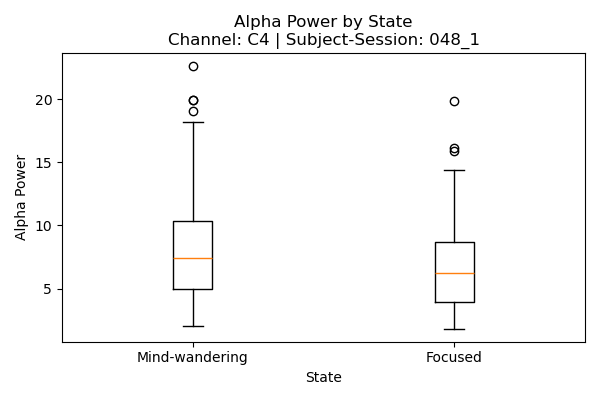 Alpha Power by State
Channel: C4 | Subject-Session: 048_1
20
15
10
5
Alpha Power
Mind-wandering
Focused
State